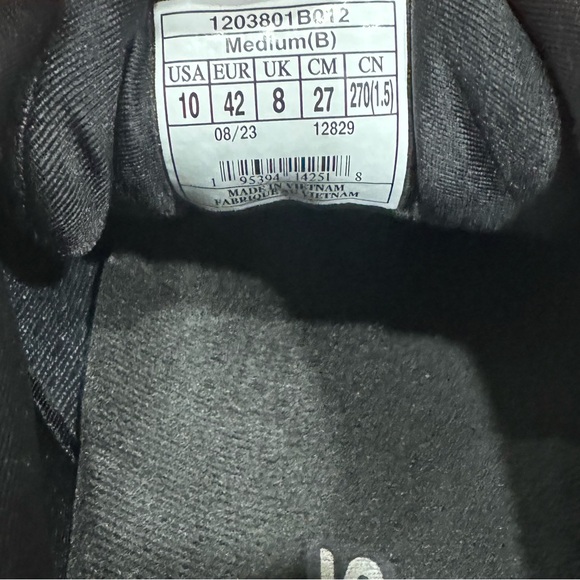 1203801B012
Medium(B)
USA EUR UK CM CN
10 42 8 27 270(1.5)
08/23 12829
1 95394 14251 8
MADE IN VIETNAM
FABRIQUÉ AU VIETNAM